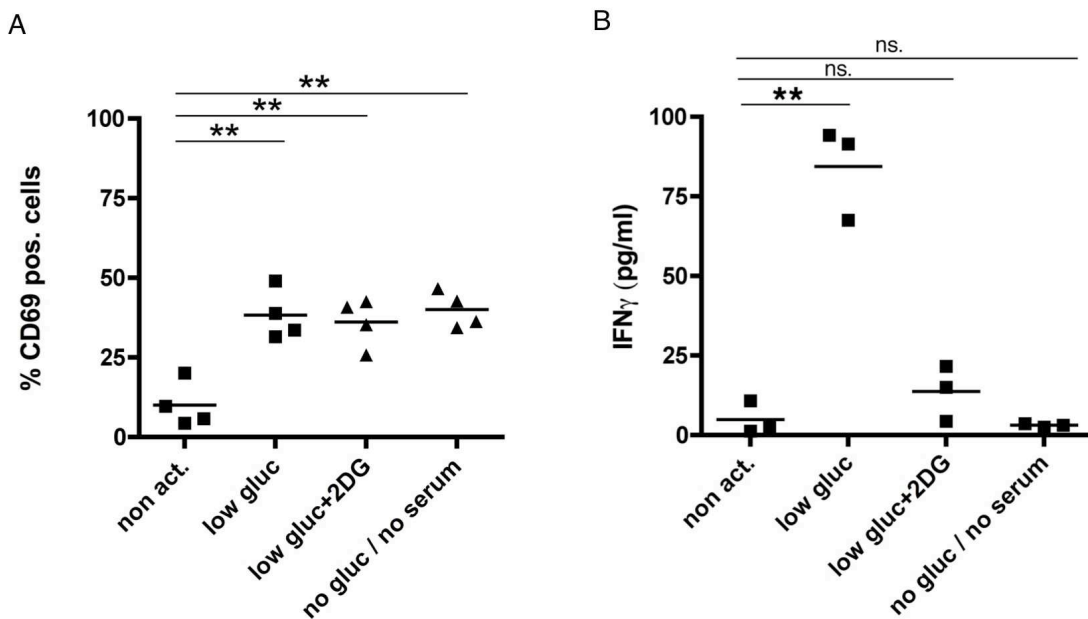 A
**
**
**
100
75
50
25
0
% CD69 pos. cells
non act.
low gluc
low gluc+2DG
no gluc / no serum
B
ns.
ns.
**
100
75
50
25
0
IFNγ (pg/ml)
non act.
low gluc
low gluc+2DG
no gluc / no serum